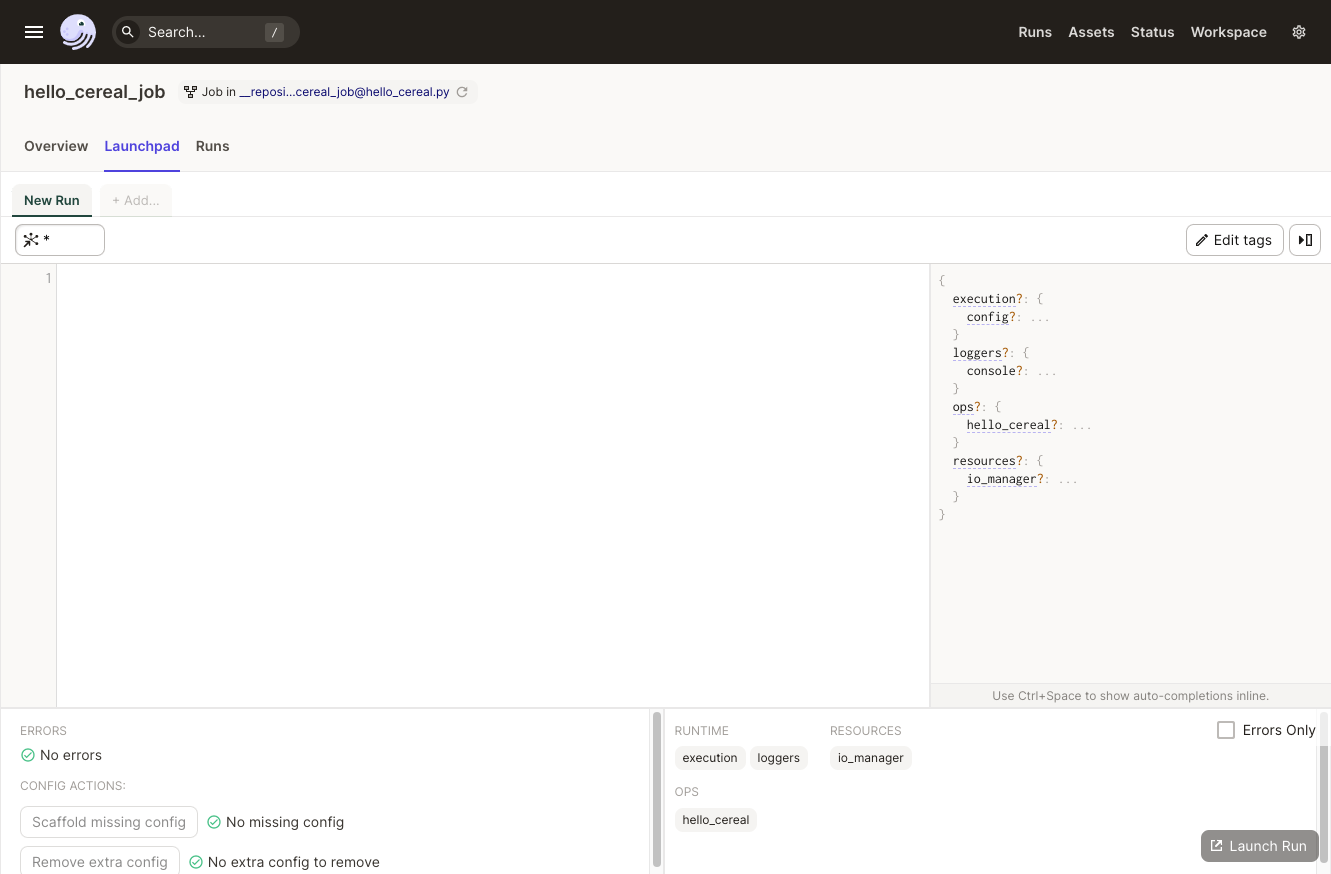 Search... /
Runs Assets Status Workspace
hello_cereal_job Job in __reposi...cereal_job@hello_cereal.py
Overview Launchpad Runs
New Run + Add...
* Edit tags
1
{
execution?: {
config?: ...
}
loggers?: {
console?: ...
}
ops?: {
hello_cereal?: ...
}
resources?: {
io_manager?: ...
}
}
Use Ctrl+Space to show auto-completions inline.
ERRORS
No errors
CONFIG ACTIONS:
Scaffold missing config No missing config
Remove extra config No extra config to remove
RUNTIME RESOURCES Errors Only
execution loggers io_manager
OPS
hello_cereal
Launch Run